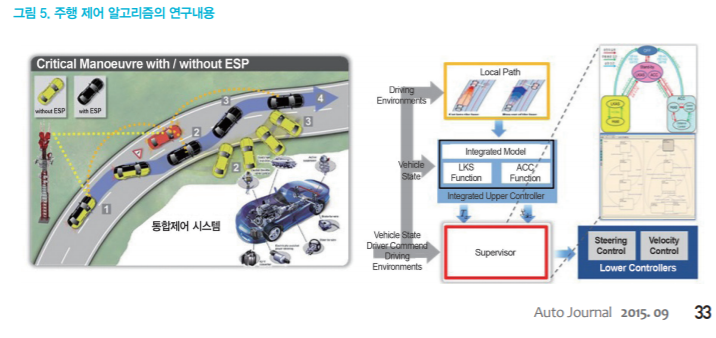 그림 5. 주행 제어 알고리즘의 연구내용
Critical Manoeuvre with / without ESP
without ESP
with ESP
1
2
2
3
3
4
통합제어 시스템
Driving
Environments
Local Path
Vehicle
State
Integrated Model
LKS
Function
ACC
Function
Integrated Upper Controller
Vehicle State
Driver Commend
Driving
Environments
Supervisor
Steering
Control
Velocity
Control
Lower Controllers
Auto Journal 2015. 09 33